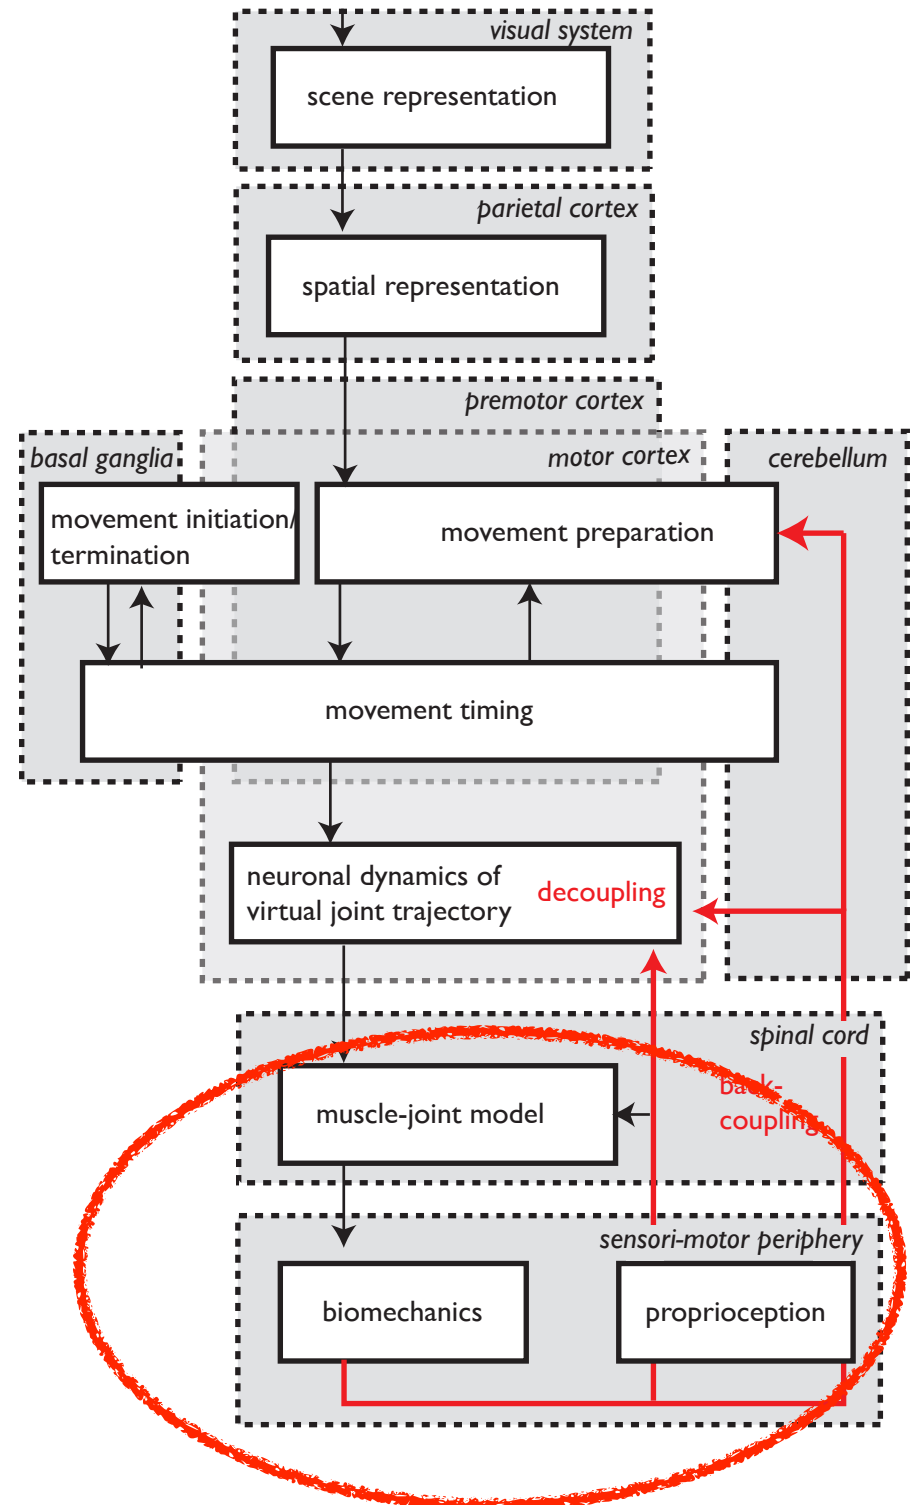 visual system
scene representation
parietal cortex
spatial representation
premotor cortex
basal ganglia
motor cortex
cerebellum
movement initiation/
termination
movement preparation
movement timing
neuronal dynamics of
virtual joint trajectory
decoupling
spinal cord
muscle-joint model
back-
coupling
sensori-motor periphery
biomechanics
proprioception